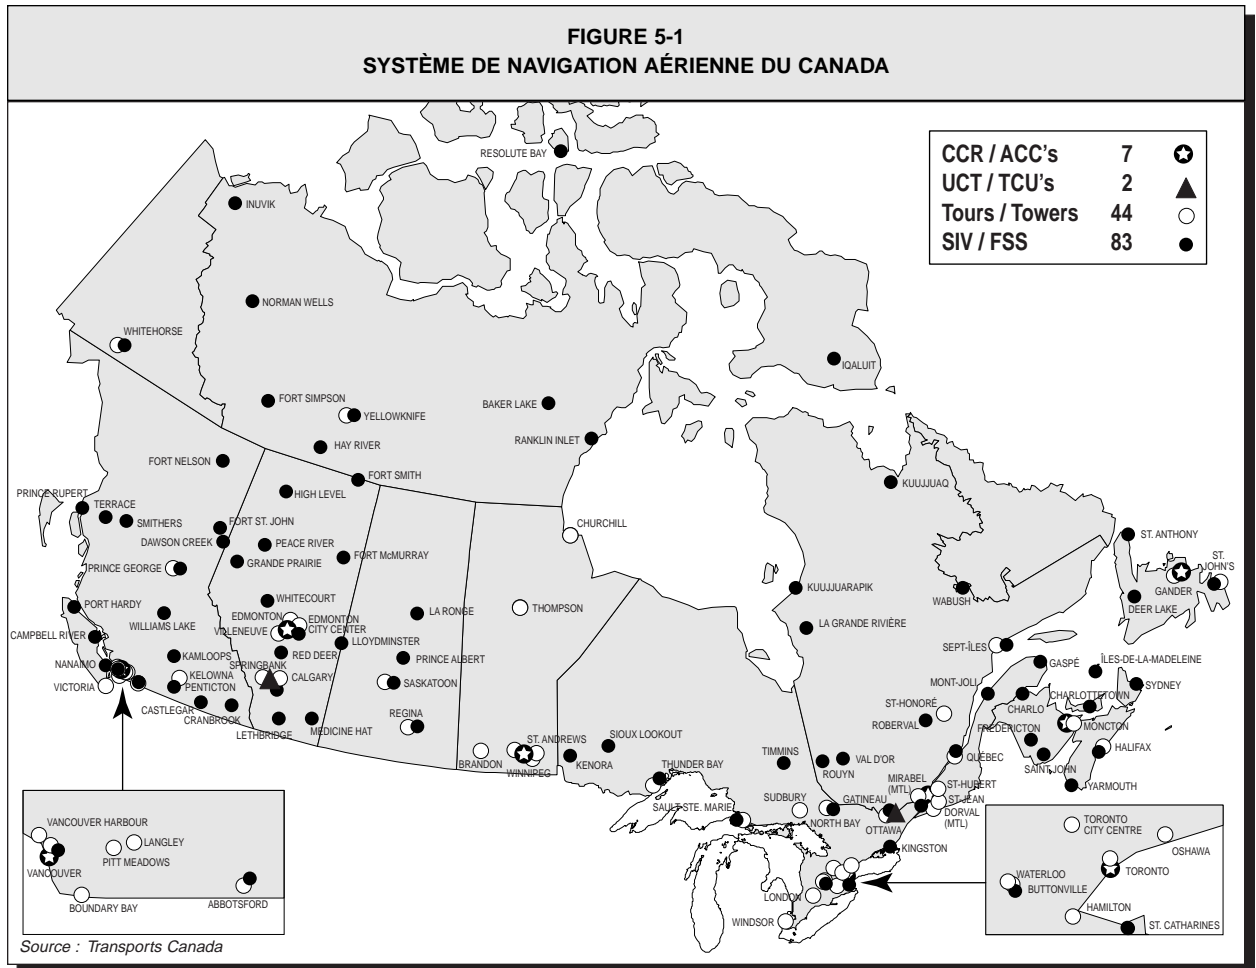 FIGURE 5-1
SYSTÈME DE NAVIGATION AÉRIENNE DU CANADA
CCR / ACC's 7
UCT / TCU's 2
Tours / Towers 44
SIV / FSS 83
RESOLUTE BAY
INUVIK
NORMAN WELLS
WHITEHORSE
IQALUIT
FORT SIMPSON
YELLOWKNIFE
BAKER LAKE
RANKLIN INLET
HAY RIVER
FORT NELSON
FORT SMITH
HIGH LEVEL
KUUJJUAQ
PRINCE RUPERT
TERRACE
SMITHERS
FORT ST. JOHN
CHURCHILL
DAWSON CREEK
PEACE RIVER
FORT McMURRAY
GRANDE PRAIRIE
PRINCE GEORGE
ST. ANTHONY
ST.
JOHN'S
GANDER
DEER LAKE
KUUJJUARAPIK
WABUSH
PORT HARDY
WILLIAMS LAKE
WHITECOURT
EDMONTON
EDMONTON
CITY CENTER
VILLENEUVE
LA RONGE
THOMPSON
LA GRANDE RIVIÈRE
CAMPBELL RIVER
LLOYDMINSTER
SEPT-ÎLES
NANAIMO
KAMLOOPS
RED DEER
PRINCE ALBERT
GASPÉ
ÎLES-DE-LA-MADELEINE
SPRINGBANK
CALGARY
KELOWNA
PENTICTON
VICTORIA
SASKATOON
MONT-JOLI
SYDNEY
CHARLOTTETOWN
CHARLO
CASTLEGAR
CRANBROOK
LETHBRIDGE
MEDICINE HAT
REGINA
ST-HONORÉ
ROBERVAL
FREDERICTON
MONCTON
ST. ANDREWS
BRANDON
WINNIPEG
SIOUX LOOKOUT
KENORA
TIMMINS
ROUYN
VAL D'OR
QUÉBEC
SAINT JOHN
HALIFAX
YARMOUTH
THUNDER BAY
MIRABEL
(MTL)
ST-HUBERT
ST-JEAN
DORVAL
(MTL)
SAULT-STE. MARIE
SUDBURY
NORTH BAY
GATINEAU
OTTAWA
KINGSTON
LONDON
WINDSOR
VANCOUVER HARBOUR
LANGLEY
PITT MEADOWS
VANCOUVER
BOUNDARY BAY
ABBOTSFORD
TORONTO
CITY CENTRE
OSHAWA
WATERLOO
BUTTONVILLE
TORONTO
HAMILTON
ST. CATHARINES
Source : Transports Canada